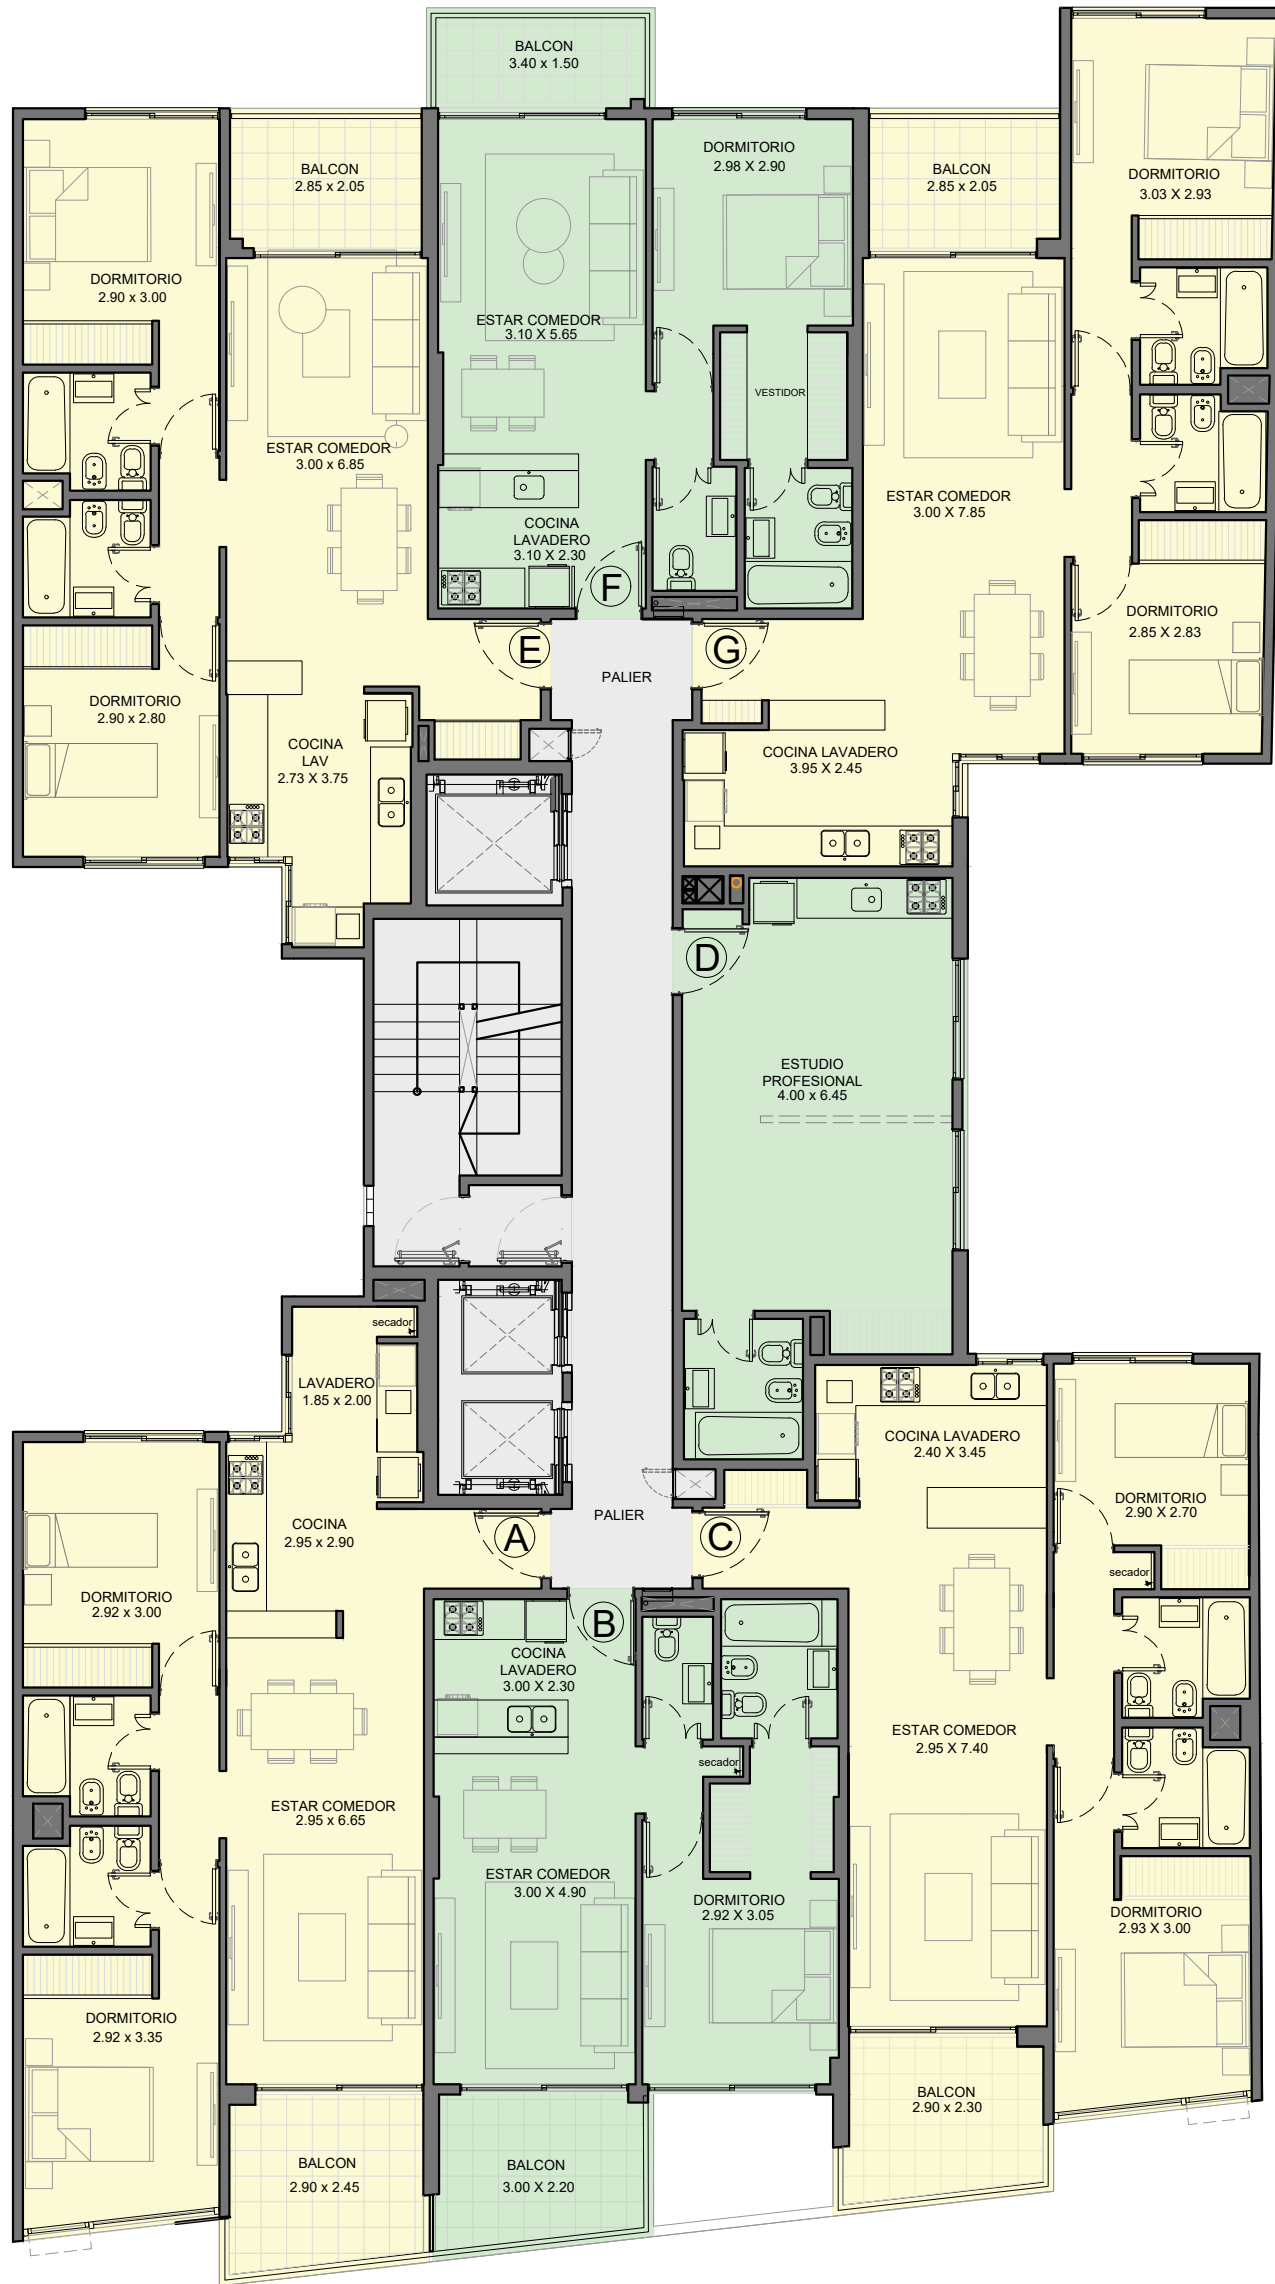 BALCON
3.40 x 1.50
DORMITORIO
2.98 X 2.90
BALCON
2.85 x 2.05
BALCON
2.85 x 2.05
DORMITORIO
3.03 X 2.93
DORMITORIO
2.90 x 3.00
ESTAR COMEDOR
3.10 X 5.65
VESTIDOR
ESTAR COMEDOR
3.00 x 6.85
ESTAR COMEDOR
3.00 X 7.85
COCINA
LAVADERO
3.10 X 2.30
F
DORMITORIO
2.85 X 2.83
E
G
PALIER
DORMITORIO
2.90 x 2.80
COCINA
LAV
2.73 X 3.75
COCINA LAVADERO
3.95 X 2.45
D
ESTUDIO
PROFESIONAL
4.00 x 6.45
secador
LAVADERO
1.85 x 2.00
COCINA LAVADERO
2.40 X 3.45
DORMITORIO
2.90 X 2.70
COCINA
2.95 x 2.90
A
PALIER
C
secador
DORMITORIO
2.92 x 3.00
B
COCINA
LAVADERO
3.00 X 2.30
ESTAR COMEDOR
2.95 X 7.40
secador
ESTAR COMEDOR
2.95 x 6.65
ESTAR COMEDOR
3.00 X 4.90
DORMITORIO
2.92 X 3.05
DORMITORIO
2.93 X 3.00
DORMITORIO
2.92 x 3.35
BALCON
2.90 x 2.30
BALCON
2.90 x 2.45
BALCON
3.00 X 2.20